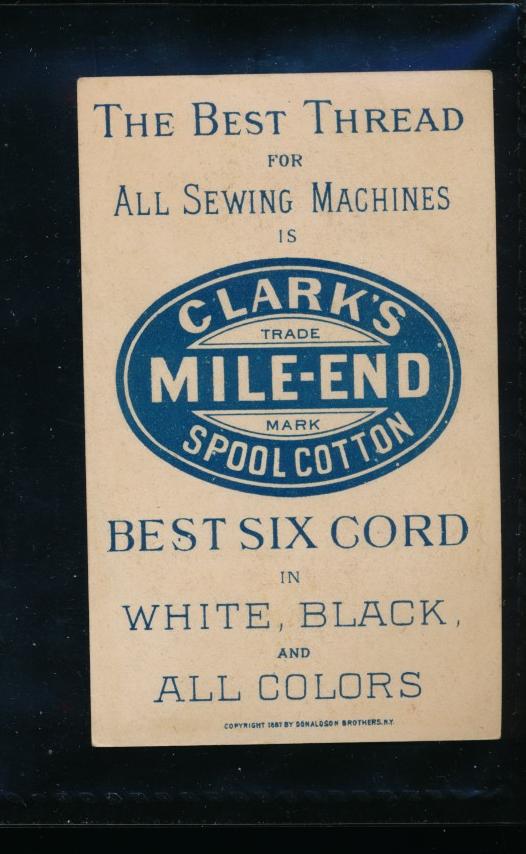 THE BEST THREAD
FOR
ALL SEWING MACHINES
IS
CLARK'S
TRADE
MILE-END
MARK
SPOOL COTTON
BEST SIX CORD
IN
WHITE, BLACK,
AND
ALL COLORS
COPYRIGHT 1887 BY DONALDSON BROTHERS, N.Y.